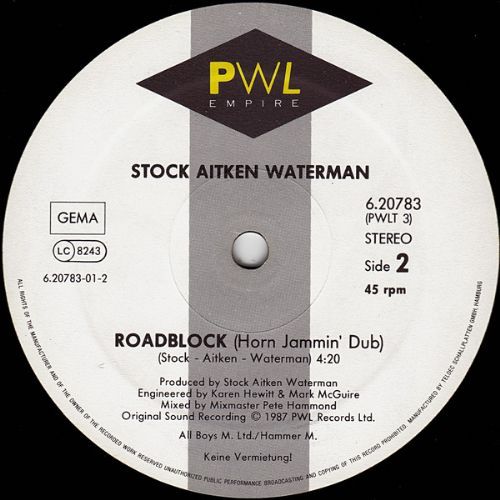 PWL
EMPIRE
STOCK AITKEN WATERMAN
GEMA
LC 8243
6.20783-01-2
6.20783
(PWLT 3)
STEREO
Side 2
45 rpm
ROADBLOCK (Horn Jammin' Dub)
(Stock - Aitken - Waterman) 4:20
Produced by Stock Aitken Waterman
Engineered by Karen Hewitt & Mark McGuire
Mixed by Mixmaster Pete Hammond
Original Sound Recording © 1987 PWL Records Ltd.
All Boys M. Ltd./Hammer M.
Keine Vermietung!
ALL RIGHTS OF THE MANUFACTURER AND OF THE OWNER OF THE RECORDED WORK RESERVED UNAUTHORIZED PUBLIC PERFORMANCE BROADCASTING AND COPYING OF THIS RECORD PROHIBITED. MANUFACTURED BY TELDEC SCHALLPLATTEN GMBH, HAMBURG